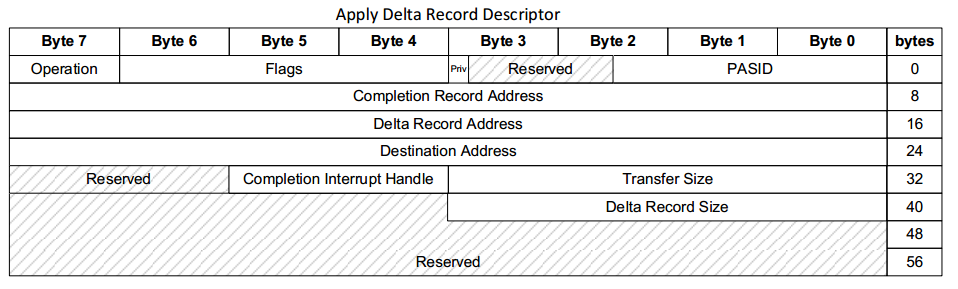 Apply Delta Record Descriptor
Byte 7 Byte 6 Byte 5 Byte 4 Byte 3 Byte 2 Byte 1 Byte 0 bytes
Operation Flags Priv Reserved PASID 0
Completion Record Address 8
Delta Record Address 16
Destination Address 24
Reserved Completion Interrupt Handle Transfer Size 32
Delta Record Size 40
48
Reserved 56